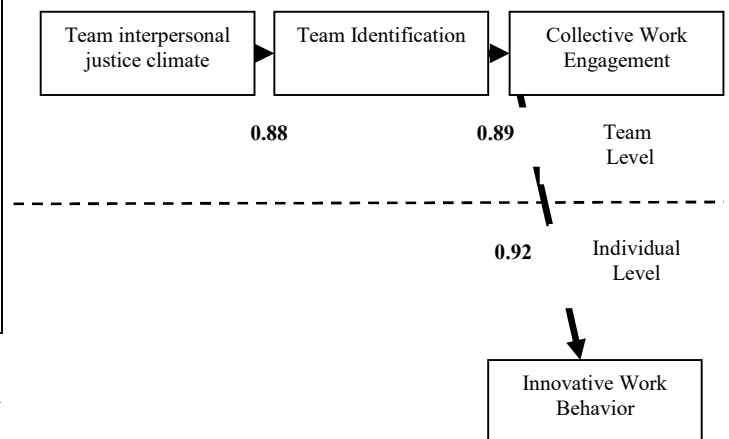 Team interpersonal
justice climate
Team Identification
Collective Work
Engagement
0.88
0.89
Team
Level
0.92
Individual
Level
Innovative Work
Behavior